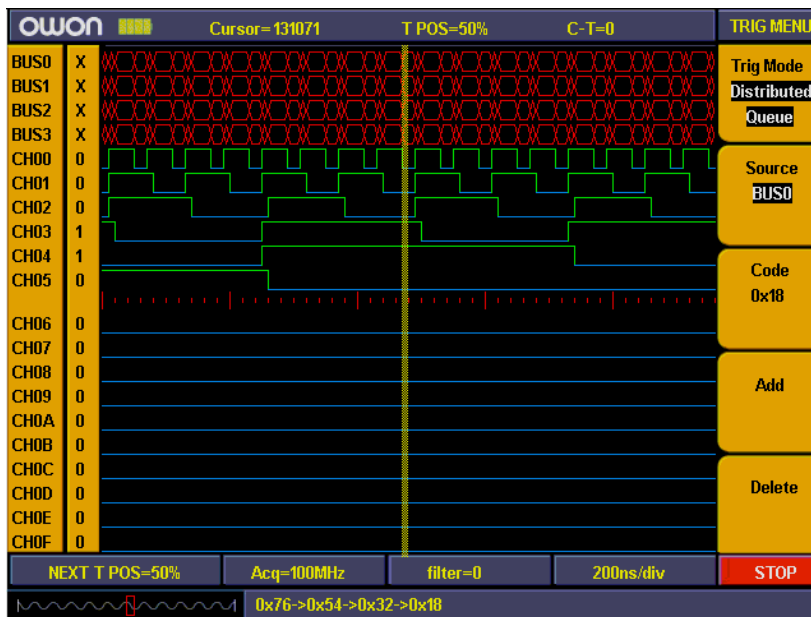 OWON Cursor=131071 T POS=50% C-T=0 TRIG MENU
BUS0 X
BUS1 X
BUS2 X
BUS3 X
CH00 0
CH01 0
CH02 0
CH03 1
CH04 1
CH05 0
CH06 0
CH07 0
CH08 0
CH09 0
CH0A 0
CH0B 0
CH0C 0
CH0D 0
CH0E 0
CH0F 0
Trig Mode
Distributed
Queue
Source
BUS0
Code
0x18
Add
Delete
NEXT T POS=50% Acq=100MHz filter=0 200ns/div STOP
0x76->0x54->0x32->0x18